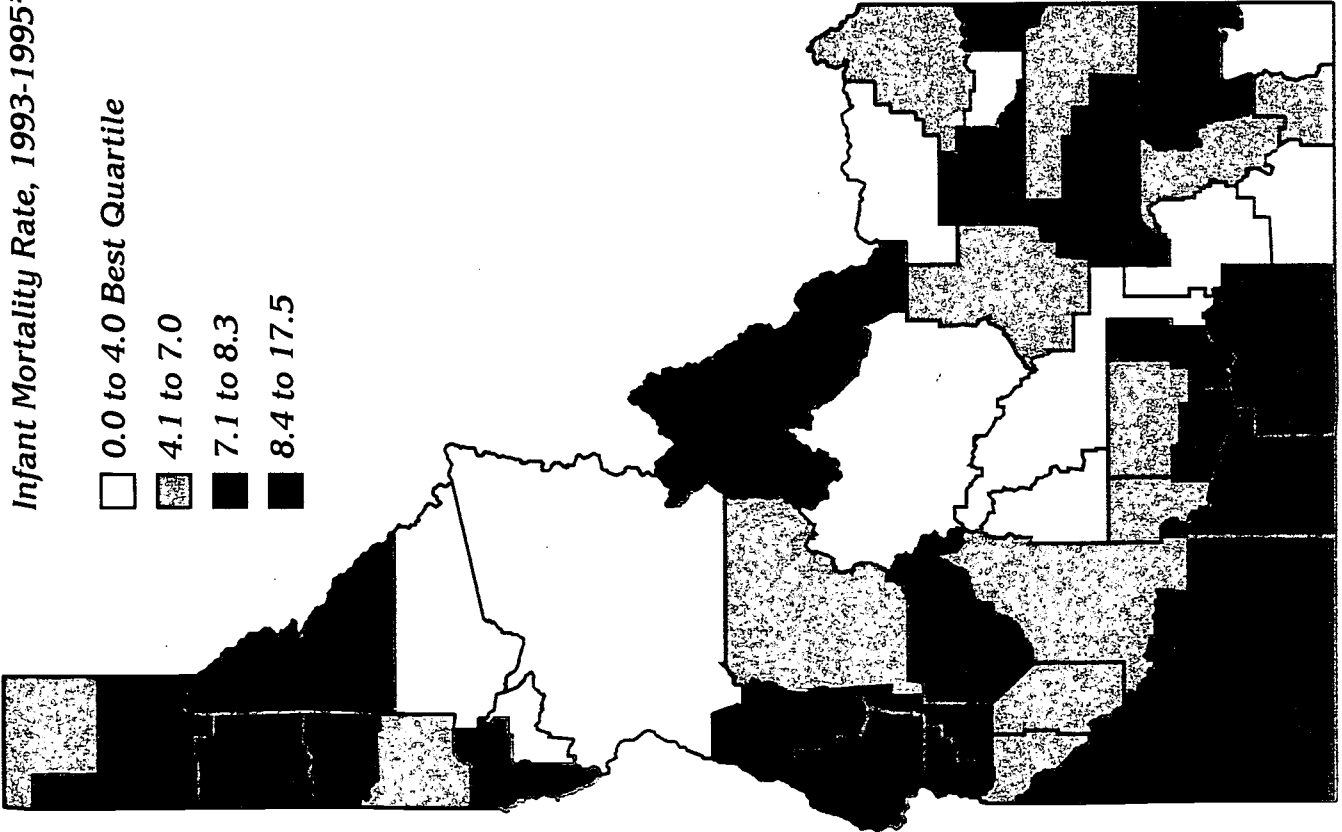 Infant Mortality Rate, 1993-1995
0.0 to 4.0 Best Quartile
4.1 to 7.0
7.1 to 8.3
8.4 to 17.5